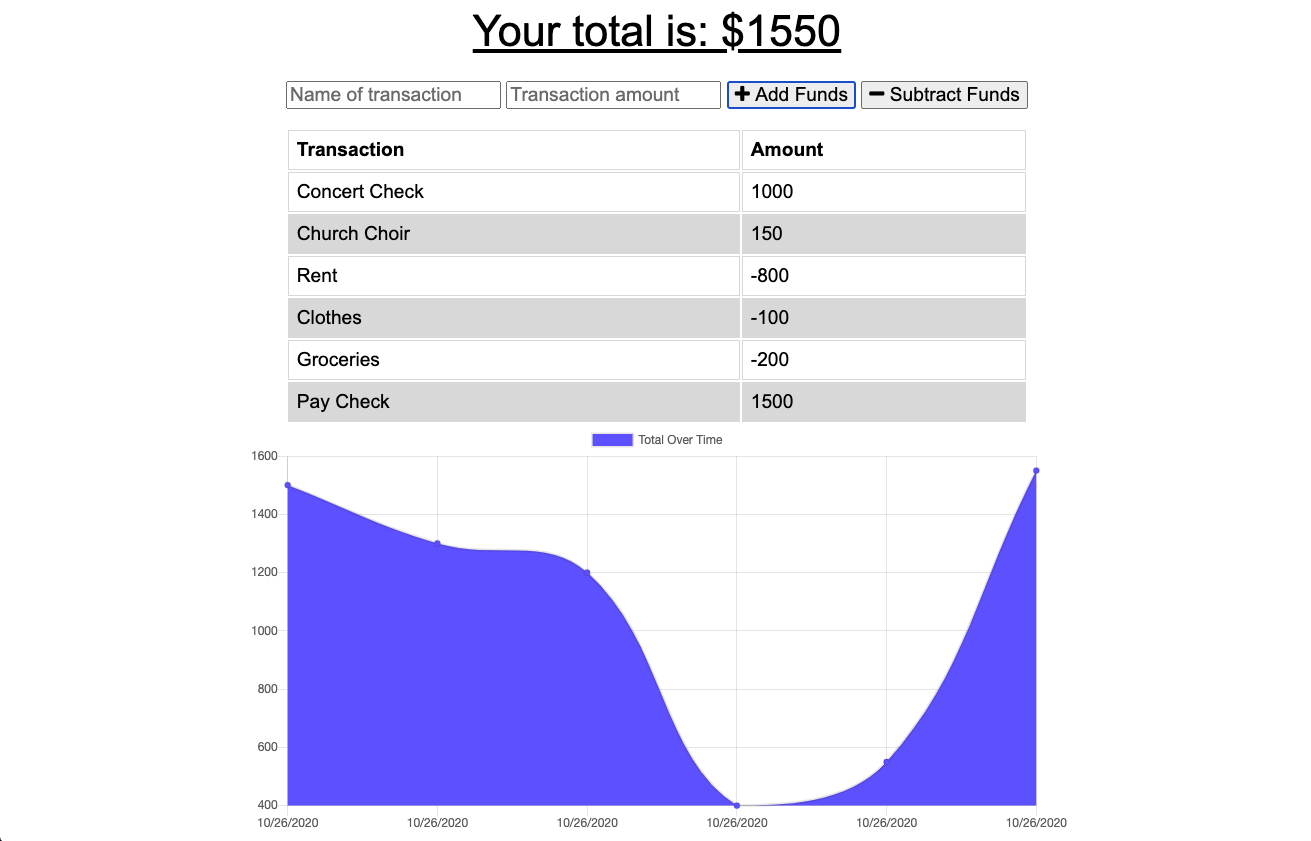 Your total is: $1550
Name of transaction Transaction amount + Add Funds − Subtract Funds
Transaction Amount
Concert Check 1000
Church Choir 150
Rent -800
Clothes -100
Groceries -200
Pay Check 1500
Total Over Time
1600
1400
1200
1000
800
600
400
10/26/2020 10/26/2020 10/26/2020 10/26/2020 10/26/2020 10/26/2020